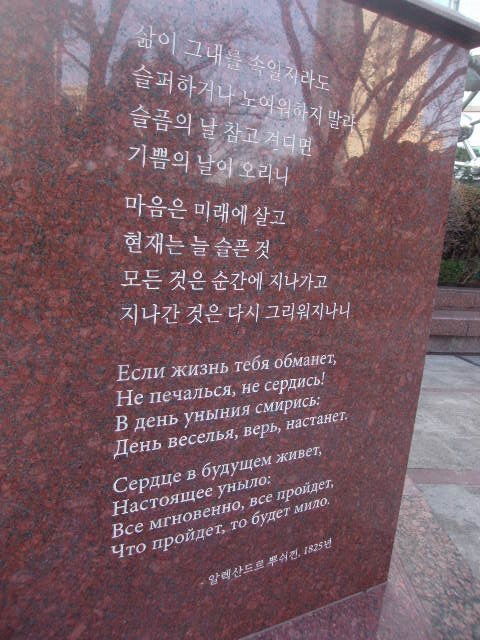 삶이 그대를 속일지라도
슬퍼하거나 노여워하지 말라
슬픔의 날 참고 견디면
기쁨의 날이 오리니
마음은 미래에 살고
현재는 늘 슬픈 것
모든 것은 순간에 지나가고
지나간 것은 다시 그리워지나니
Если жизнь тебя обманет,
Не печалься, не сердись!
В день уныния смирись:
День веселья, верь, настанет.
Сердце в будущем живет,
Настоящее уныло:
Все мгновенно, все пройдет,
Что пройдет, то будет мило.
- 알렉산드르 뿌쉬낀, 1825년